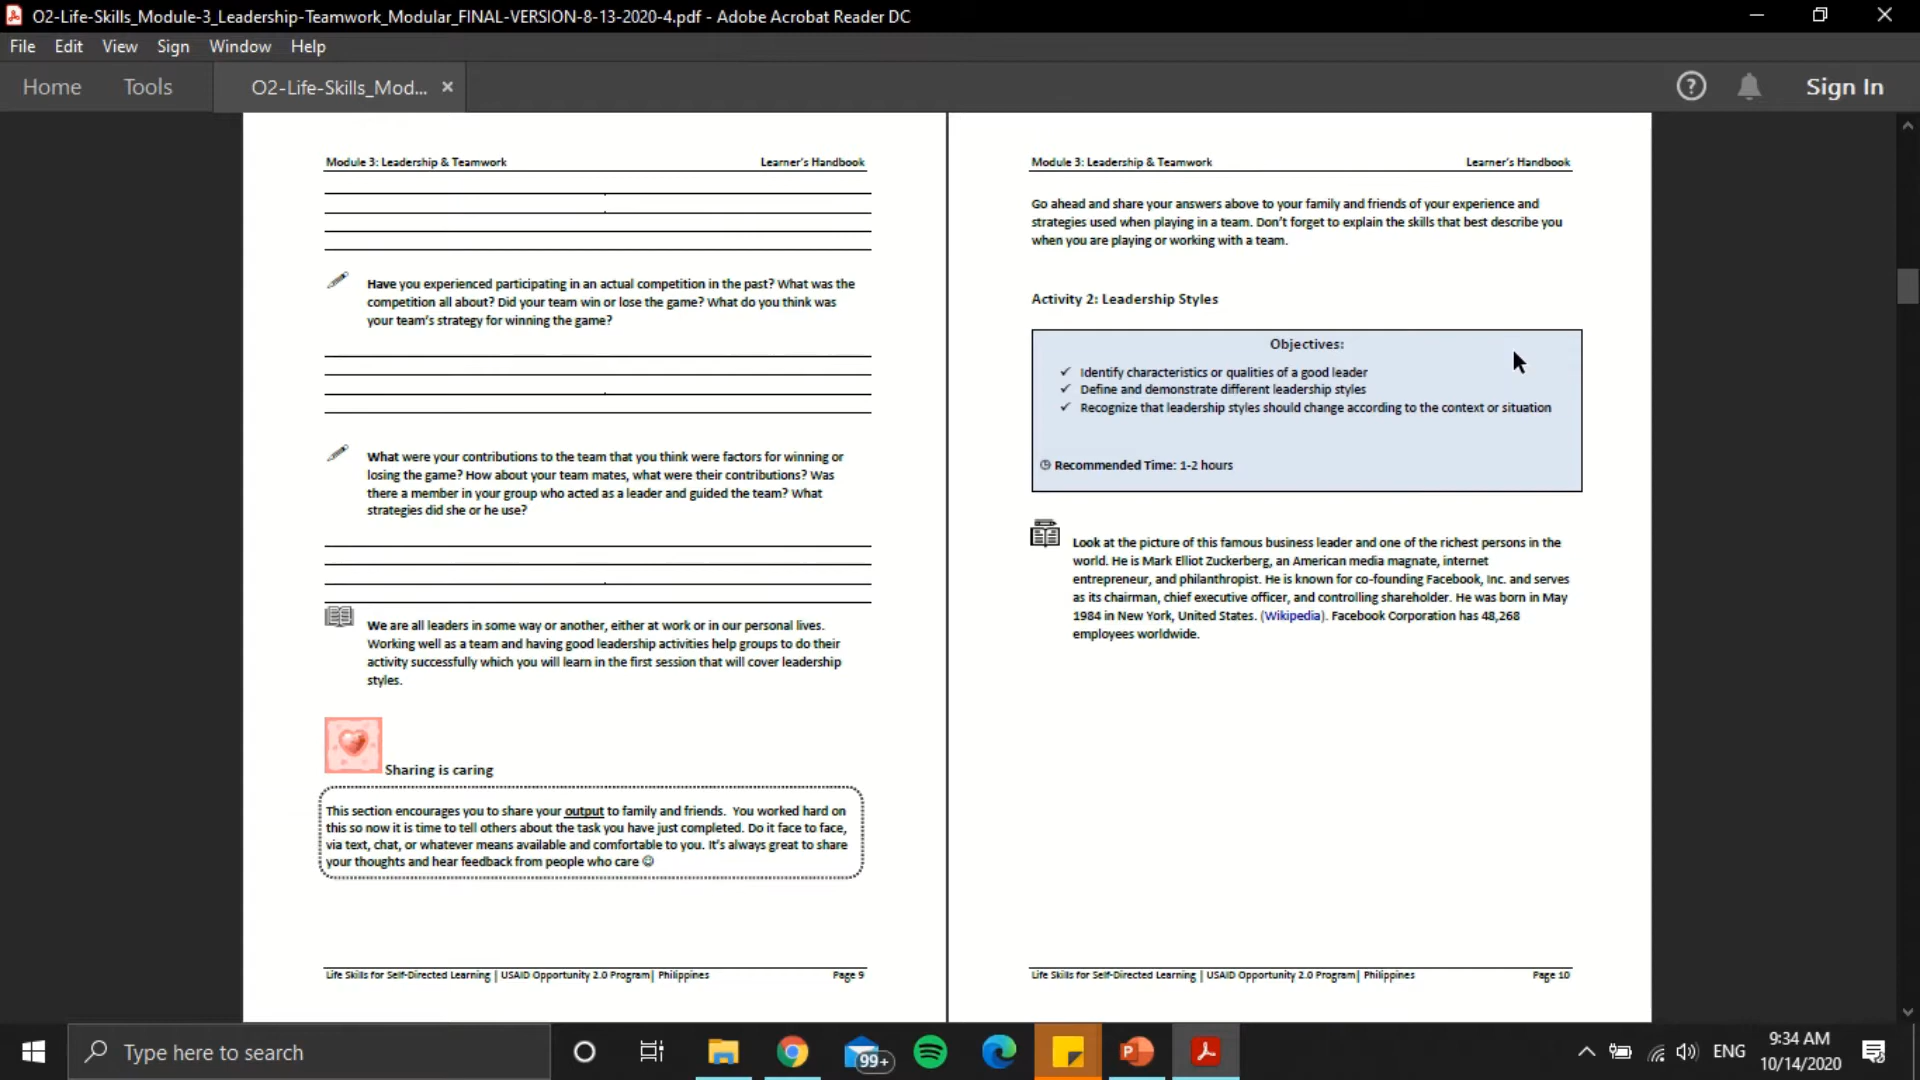 O2-Life-Skills_Module-3_Leadership-Teamwork_Modular_FINAL-VERSION-8-13-2020-4.pdf - Adobe Acrobat Reader DC
File Edit View Sign Window Help
Home Tools O2-Life-Skills_Mod... × Sign In
Module 3: Leadership & Teamwork Learner's Handbook
Have you experienced participating in an actual competition in the past? What was the
competition all about? Did your team win or lose the game? What do you think was
your team's strategy for winning the game?
What were your contributions to the team that you think were factors for winning or
losing the game? How about your team mates, what were their contributions? Was
there a member in your group who acted as a leader and guided the team? What
strategies did she or he use?
We are all leaders in some way or another, either at work or in our personal lives.
Working well as a team and having good leadership activities help groups to do their
activity successfully which you will learn in the first session that will cover leadership
styles.
Sharing is caring
This section encourages you to share your output to family and friends. You worked hard on
this so now it is time to tell others about the task you have just completed. Do it face to face,
via text, chat, or whatever means available and comfortable to you. It's always great to share
your thoughts and hear feedback from people who care ☺
Life Skills for Self-Directed Learning | USAID Opportunity 2.0 Program| Philippines Page 9
Module 3: Leadership & Teamwork Learner's Handbook
Go ahead and share your answers above to your family and friends of your experience and
strategies used when playing in a team. Don't forget to explain the skills that best describe you
when you are playing or working with a team.
Activity 2: Leadership Styles
Objectives:
✓ Identify characteristics or qualities of a good leader
✓ Define and demonstrate different leadership styles
✓ Recognize that leadership styles should change according to the context or situation
Recommended Time: 1-2 hours
Look at the picture of this famous business leader and one of the richest persons in the
world. He is Mark Elliot Zuckerberg, an American media magnate, internet
entrepreneur, and philanthropist. He is known for co-founding Facebook, Inc. and serves
as its chairman, chief executive officer, and controlling shareholder. He was born in May
1984 in New York, United States. (Wikipedia). Facebook Corporation has 48,268
employees worldwide.
Life Skills for Self-Directed Learning | USAID Opportunity 2.0 Program| Philippines Page 10
Type here to search
99+
ENG
9:34 AM
10/14/2020